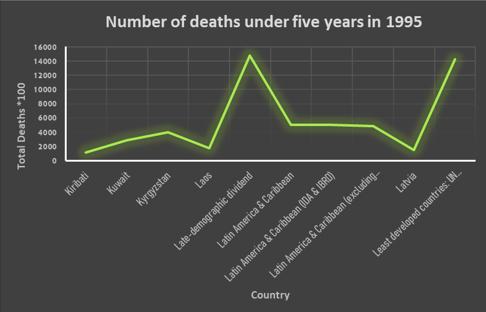 Number of deaths under five years in 1995
Total Deaths *100
16000
14000
12000
10000
8000
6000
4000
2000
0
Kiribati
Kuwait
Kyrgyzstan
Laos
Late-demographic dividend
Latin America & Caribbean
Latin America & Caribbean (IDA & IBRD)
Latin America & Caribbean (excluding...
Latvia
Least developed countries: UN...
Country